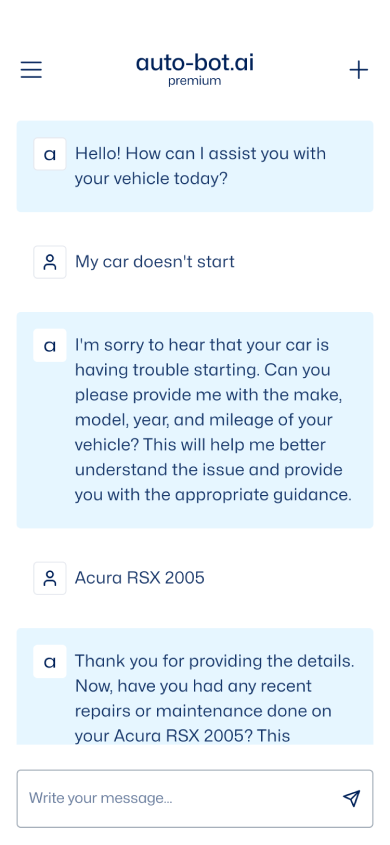 auto-bot.ai
premium
a
Hello! How can I assist you with
your vehicle today?
My car doesn't start
a
I'm sorry to hear that your car is
having trouble starting. Can you
please provide me with the make,
model, year, and mileage of your
vehicle? This will help me better
understand the issue and provide
you with the appropriate guidance.
Acura RSX 2005
a
Thank you for providing the details.
Now, have you had any recent
repairs or maintenance done on
your Acura RSX 2005? This
Write your message...